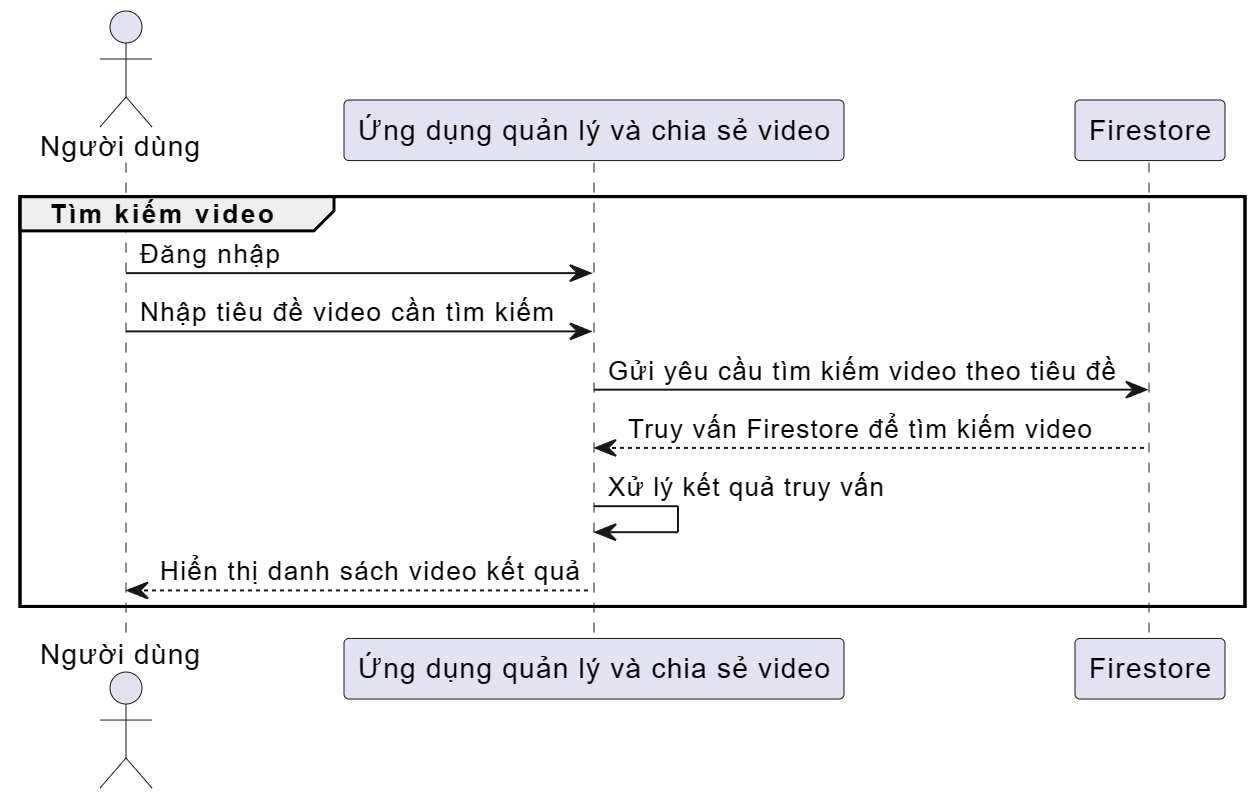 Người dùng
Ứng dụng quản lý và chia sẻ video
Firestore
Tìm kiếm video
Đăng nhập
Nhập tiêu đề video cần tìm kiếm
Gửi yêu cầu tìm kiếm video theo tiêu đề
Truy vấn Firestore để tìm kiếm video
Xử lý kết quả truy vấn
Hiển thị danh sách video kết quả
Người dùng
Ứng dụng quản lý và chia sẻ video
Firestore